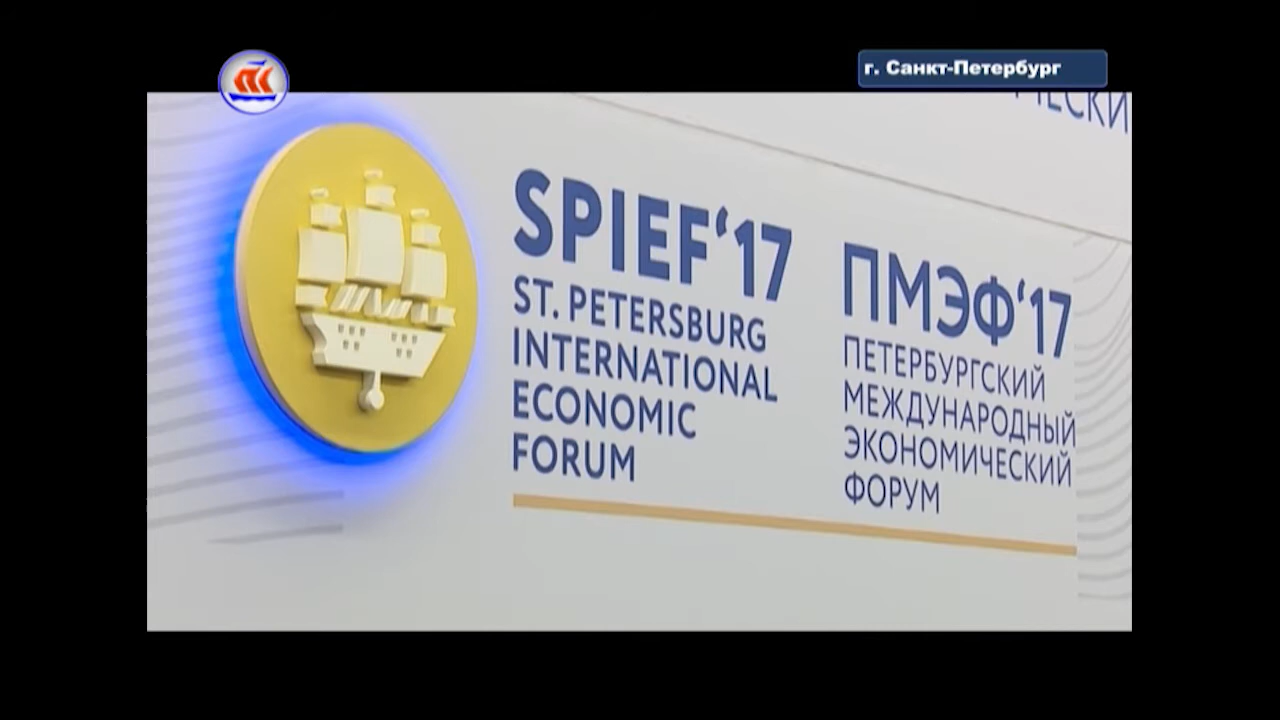 г. Санкт-Петербург
SPIEF‘17
ST. PETERSBURG
INTERNATIONAL
ECONOMIC
FORUM
ПМЭФ‘17
ПЕТЕРБУРГСКИЙ
МЕЖДУНАРОДНЫЙ
ЭКОНОМИЧЕСКИЙ
ФОРУМ